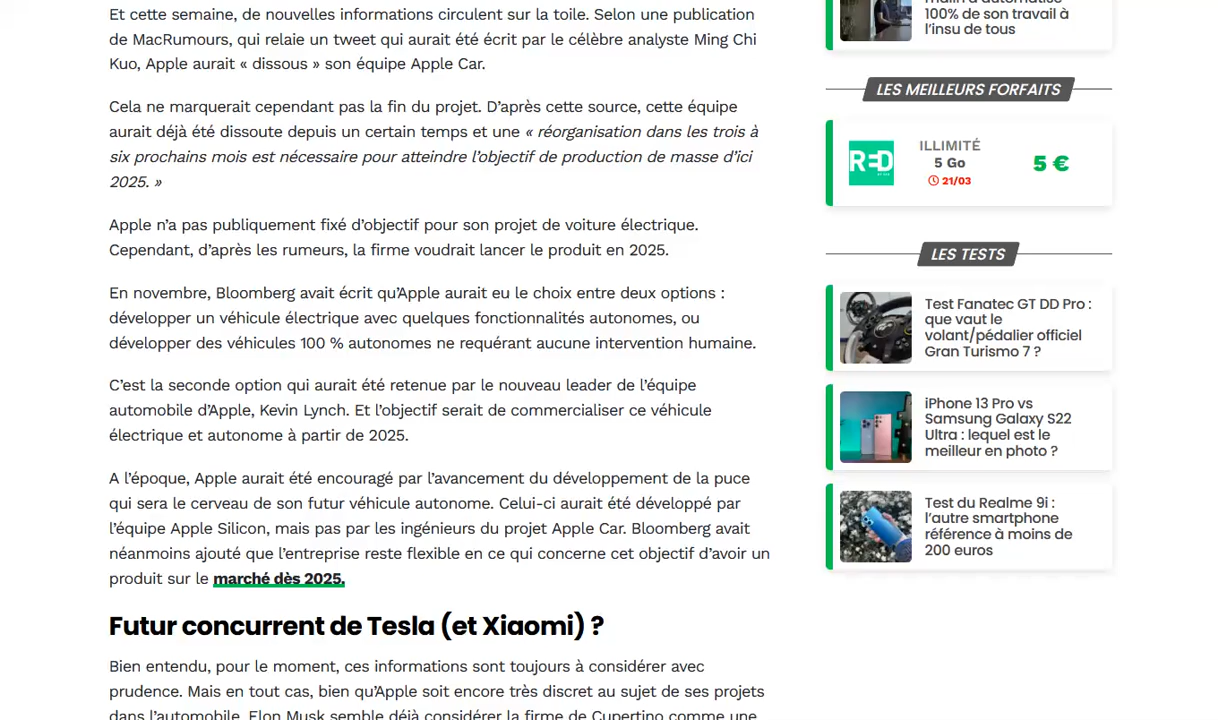 Et cette semaine, de nouvelles informations circulent sur la toile. Selon une publication
de MacRumours, qui relaie un tweet qui aurait été écrit par le célèbre analyste Ming Chi
Kuo, Apple aurait « dissous » son équipe Apple Car.
Cela ne marquerait cependant pas la fin du projet. D’après cette source, cette équipe
aurait déjà été dissoute depuis un certain temps et une « réorganisation dans les trois à
six prochains mois est nécessaire pour atteindre l’objectif de production de masse d’ici
2025. »
Apple n’a pas publiquement fixé d’objectif pour son projet de voiture électrique.
Cependant, d’après les rumeurs, la firme voudrait lancer le produit en 2025.
En novembre, Bloomberg avait écrit qu’Apple aurait eu le choix entre deux options :
développer un véhicule électrique avec quelques fonctionnalités autonomes, ou
développer des véhicules 100 % autonomes ne requérant aucune intervention humaine.
C’est la seconde option qui aurait été retenue par le nouveau leader de l’équipe
automobile d’Apple, Kevin Lynch. Et l’objectif serait de commercialiser ce véhicule
électrique et autonome à partir de 2025.
A l’époque, Apple aurait été encouragé par l’avancement du développement de la puce
qui sera le cerveau de son futur véhicule autonome. Celui-ci aurait été développé par
l’équipe Apple Silicon, mais pas par les ingénieurs du projet Apple Car. Bloomberg avait
néanmoins ajouté que l’entreprise reste flexible en ce qui concerne cet objectif d’avoir un
produit sur le marché dès 2025.
Futur concurrent de Tesla (et Xiaomi) ?
Bien entendu, pour le moment, ces informations sont toujours à considérer avec
prudence. Mais en tout cas, bien qu’Apple soit encore très discret au sujet de ses projets
dans l’automobile, Elon Musk semble déjà considérer la firme de Cupertino comme une
malin a automatisé
100% de son travail à
l’insu de tous
LES MEILLEURS FORFAITS
RED
ILLIMITÉ
5 Go
21/03
5 €
LES TESTS
Test Fanatec GT DD Pro :
que vaut le
volant/pédalier officiel
Gran Turismo 7 ?
iPhone 13 Pro vs
Samsung Galaxy S22
Ultra : lequel est le
meilleur en photo ?
Test du Realme 9i :
l’autre smartphone
référence à moins de
200 euros